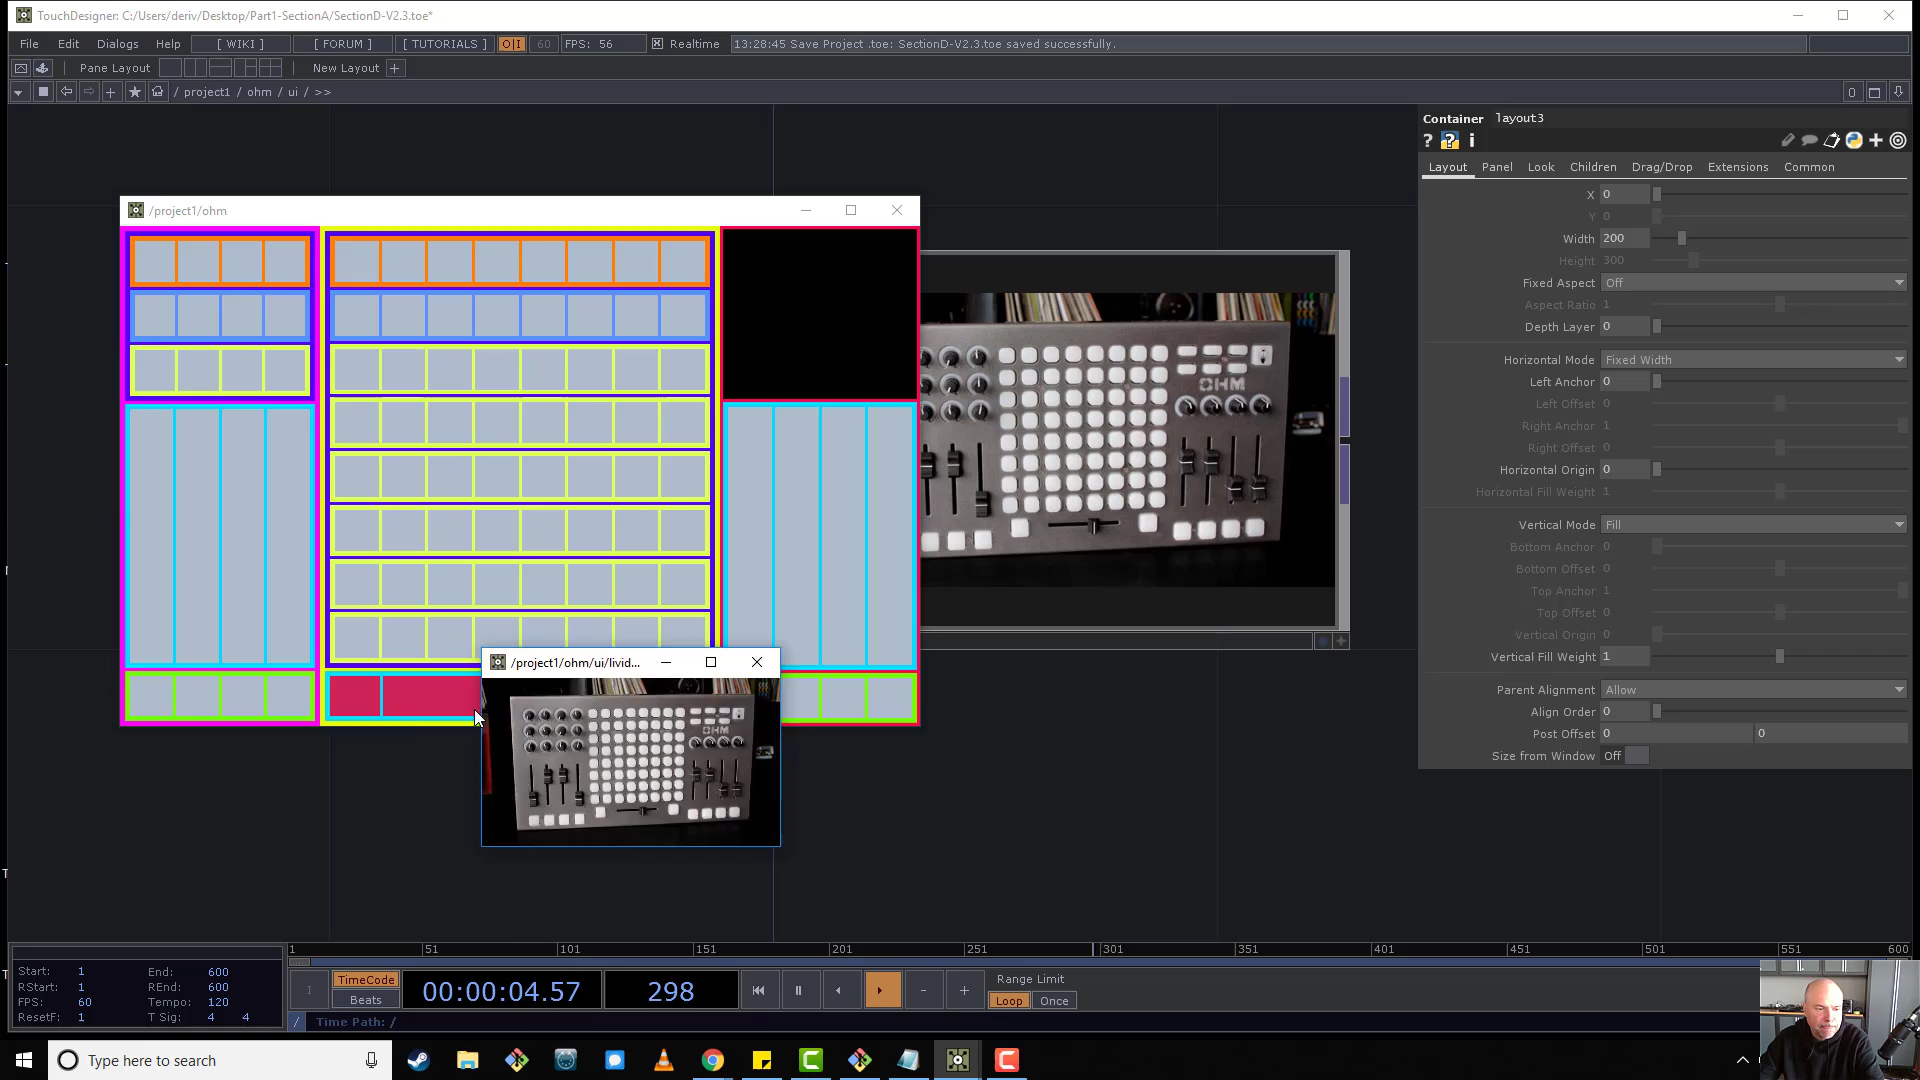 TouchDesigner: C:/Users/deriv/Desktop/Part1-SectionA/SectionD-V2.3.toe*
File Edit Dialogs Help [ WIKI ] [ FORUM ] [ TUTORIALS ] O|I 60 FPS: 56 Realtime 13:28:45 Save Project .toe: SectionD-V2.3.toe saved successfully.
Pane Layout New Layout +
/ project1 / ohm / ui / >> 0
Container layout3
? ? i
Layout Panel Look Children Drag/Drop Extensions Common
X 0
Y 0
Width 200
Height 300
Fixed Aspect Off
Aspect Ratio 1
Depth Layer 0
Horizontal Mode Fixed Width
Left Anchor 0
Left Offset 0
Right Anchor 1
Right Offset 0
Horizontal Origin 0
Horizontal Fill Weight 1
Vertical Mode Fill
Bottom Anchor 0
Bottom Offset 0
Top Anchor 1
Top Offset 0
Vertical Origin 0
Vertical Fill Weight 1
Parent Alignment Allow
Align Order 0
Post Offset 0 0
Size from Window Off
/project1/ohm
OHM
/project1/ohm/ui/livid...
OHM
1 51 101 151 201 251 301 351 401 451 501 551 600
Start: 1 End: 600
RStart: 1 REnd: 600
FPS: 60 Tempo: 120
ResetF: 1 T Sig: 4 4
TimeCode
Beats
00:00:04.57 298
Range Limit
Loop Once
/ Time Path: /
Type here to search